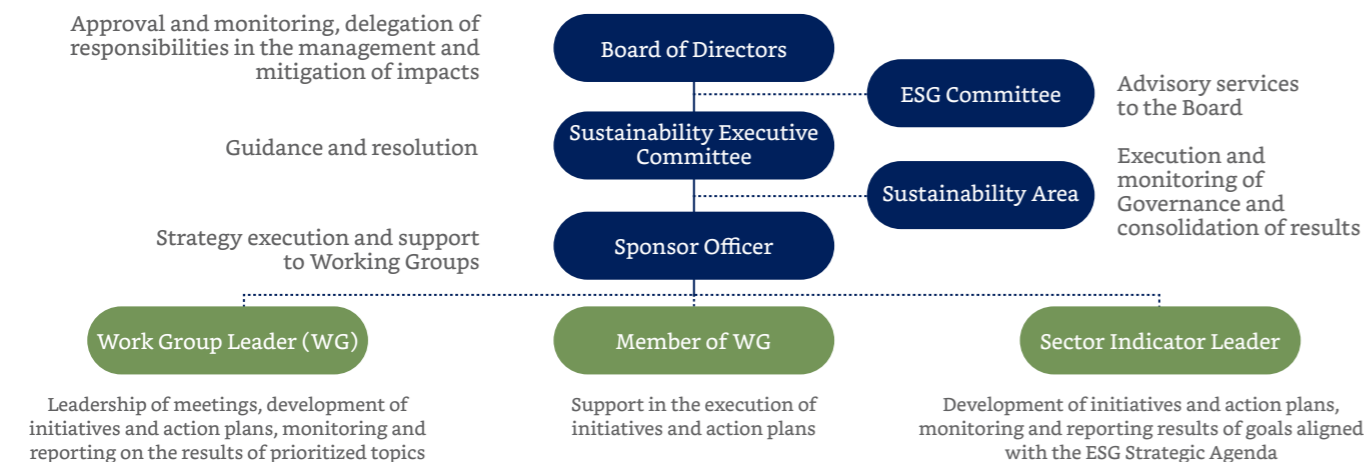 Approval and monitoring, delegation of
responsibilities in the management and
mitigation of impacts
Board of Directors
ESG Committee
Advisory services
to the Board
Guidance and resolution
Sustainability Executive
Committee
Sustainability Area
Execution and
monitoring of
Governance and
consolidation of results
Strategy execution and support
to Working Groups
Sponsor Officer
Work Group Leader (WG)
Member of WG
Sector Indicator Leader
Leadership of meetings, development of
initiatives and action plans, monitoring and
reporting on the results of prioritized topics
Support in the execution of
initiatives and action plans
Development of initiatives and action plans,
monitoring and reporting results of goals aligned
with the ESG Strategic Agenda